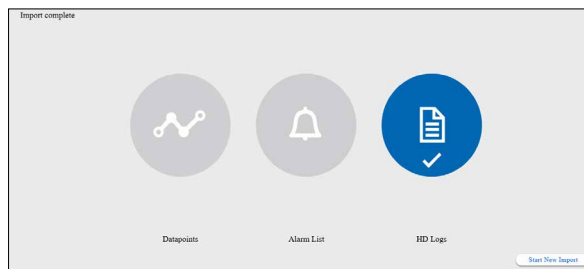 Import complete
Datapoints
Alarm List
HD Logs
Start New Import